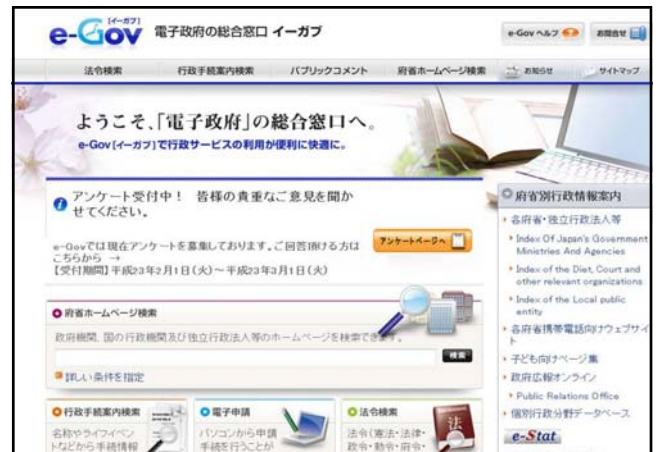 e-Gov [イーガブ] 電子政府の総合窓口 イーガブ
e-Gov ヘルプ お問合せ
法令検索 行政手続案内検索 パブリックコメント 府省ホームページ検索 お知らせ サイトマップ
ようこそ、「電子政府」の総合窓口へ。
e-Gov[イーガブ]で行政サービスの利用が便利に快適に。
アンケート受付中! 皆様の貴重なご意見を聞か
せてください。
e-Govでは現在アンケートを募集しております。ご回答頂ける方は
こちらから →
【受付期間】平成23年2月1日(火)～平成23年3月1日(火)
アンケートページへ
府省ホームページ検索
政府機関、国の行政機関及び独立行政法人等のホームページを検索できます。
検索
詳しい条件を指定
行政手続案内検索
名称やライフイベン
トなどから手続情報
電子申請
パソコンから申請
手続を行うことが
法令検索
法令(憲法・法律・
政令・勅令・府令・
法
府省別行政情報案内
各府省・独立行政法人等
Index Of Japan's Government
Ministries And Agencies
Index of the Diet, Court and
other relevant organizations
Index of the Local public
entity
各府省携帯電話向けウェブサイ
ト
子ども向けページ集
政府広報オンライン
Public Relations Office
個別行政分野データベース
e-Stat